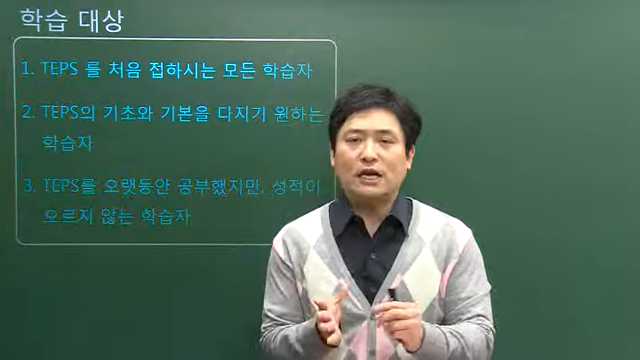 학습 대상
1. TEPS 를 처음 접하시는 모든 학습자
2. TEPS의 기초와 기본을 다지기 원하는
학습자
3. TEPS를 오랫동안 공부했지만, 성적이
오르지 않는 학습자